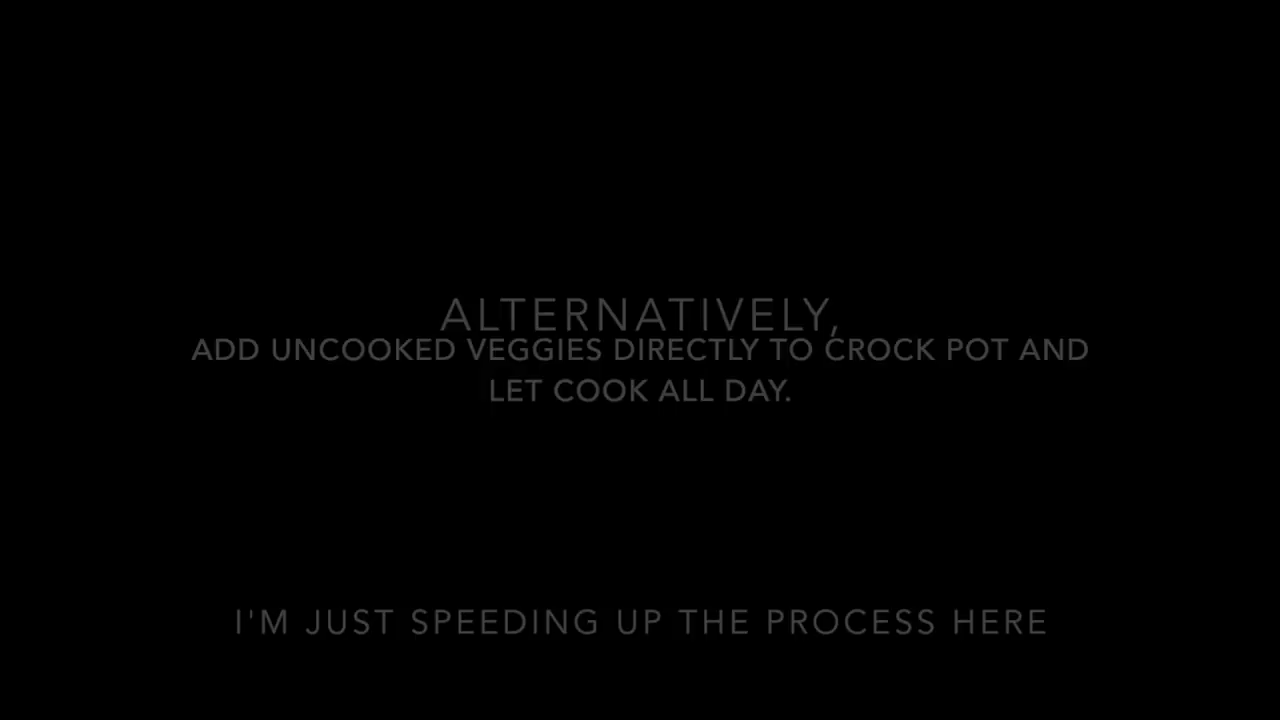 ALTERNATIVELY,
ADD UNCOOKED VEGGIES DIRECTLY TO CROCK POT AND
LET COOK ALL DAY.
I'M JUST SPEEDING UP THE PROCESS HERE